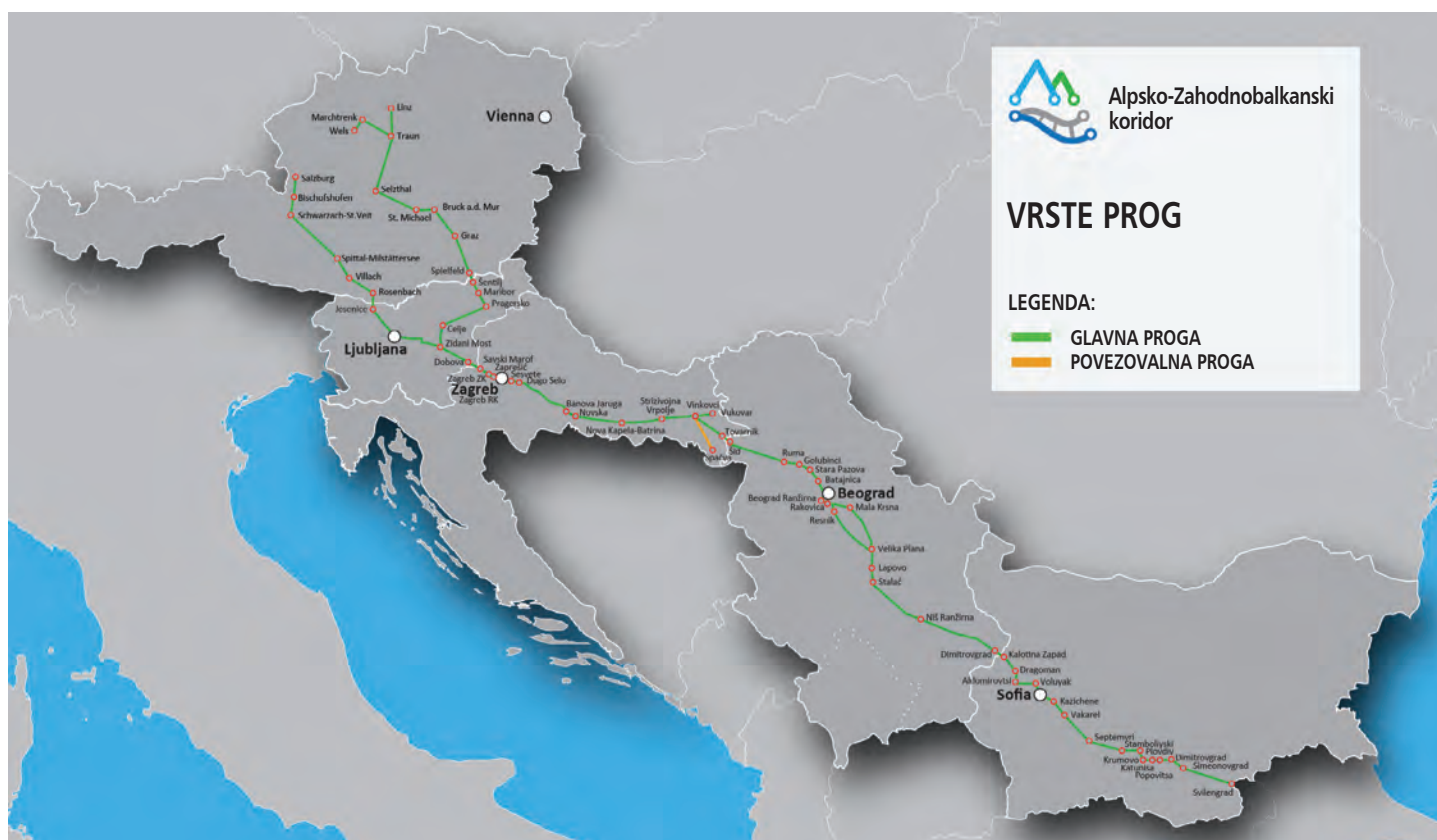 Alpsko-Zahodnobalkanski
koridor
VRSTE PROG
LEGENDA:
GLAVNA PROGA
POVEZOVALNA PROGA
Vienna
Linz
Marchtrenk
Wels
Traun
Salzburg
Bischofshofen
Schwarzach-St.Veit
Selzthal
St. Michael
Bruck a.d. Mur
Graz
Spittal-Milstättersee
Villach
Rosenbach
Jesenice
Spielfeld
Šentilj
Maribor
Pragersko
Celje
Zidani Most
Ljubljana
Dobova
Savski Marof
Zaprešić
Sesvete
Zagreb ZK
Zagreb
Zagreb RK
Dugo Selo
Banova Jaruga
Novska
Nova Kapela-Batrina
Strizivojna
Vrpolje
Vinkovci
Vukovar
Tovarnik
Šid
Ruma
Golubinci
Stara Pazova
Batajnica
Beograd
Beograd Ranžirna
Rakovica
Resnik
Mala Krsna
Velika Plana
Lapovo
Stalać
Niš Ranžirna
Dimitrovgrad
Kalotina Zapad
Dragoman
Aldomirovtsi
Voluyak
Sofia
Kazichene
Vakarel
Septemvri
Stamboliyski
Plovdiv
Krumovo
Katunitsa
Popovitsa
Dimitrovgrad
Simeonovgrad
Svilengrad